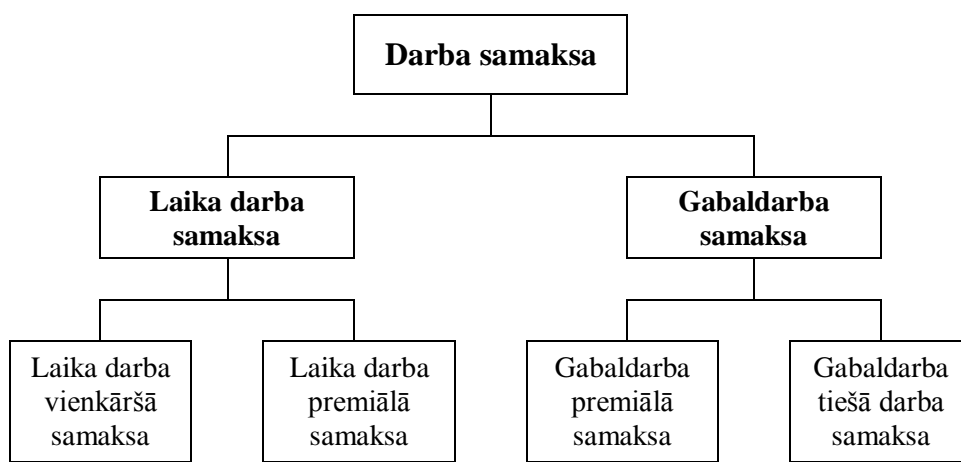 Darba samaksa
Laika darba
samaksa
Gabaldarba
samaksa
Laika darba
vienkāršā
samaksa
Laika darba
premiālā
samaksa
Gabaldarba
premiālā
samaksa
Gabaldarba
tiešā darba
samaksa